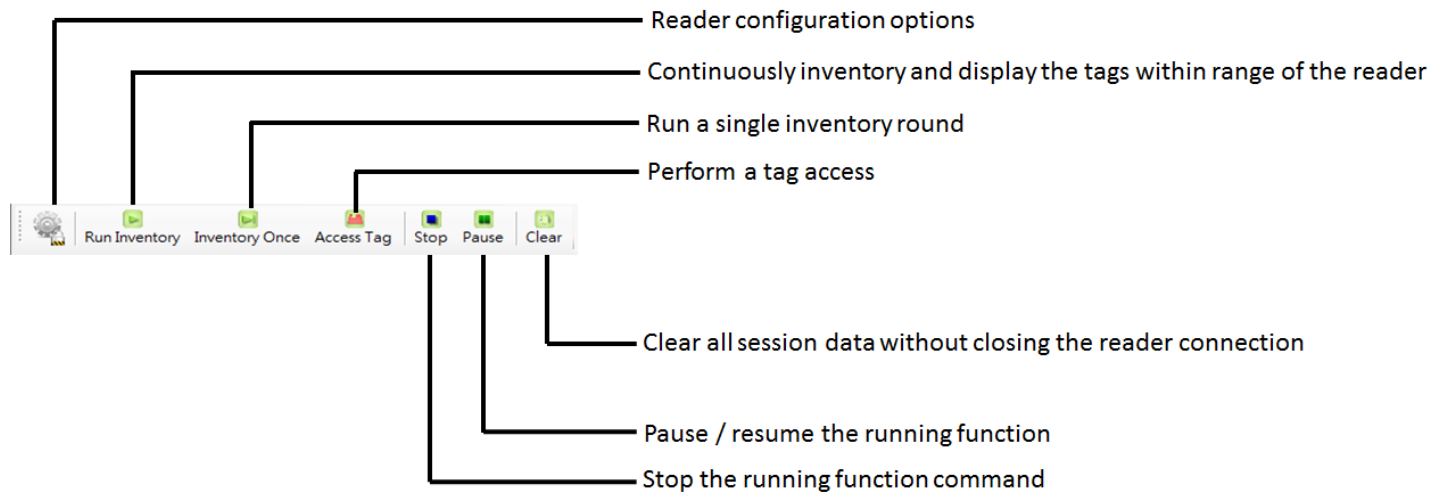 Reader configuration options
Continuously inventory and display the tags within range of the reader
Run a single inventory round
Perform a tag access
Run Inventory Inventory Once Access Tag Stop Pause Clear
Clear all session data without closing the reader connection
Pause / resume the running function
Stop the running function command